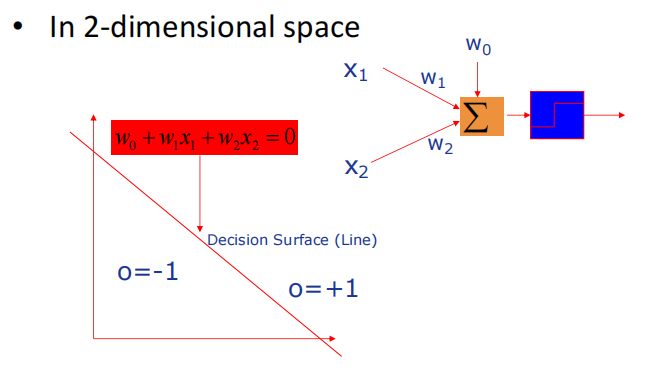 • In 2-dimensional space
w₀
x₁
w₁
Σ
w₀ + w₁x₁ + w₂x₂ = 0
w₂
x₂
Decision Surface (Line)
o=-1
o=+1